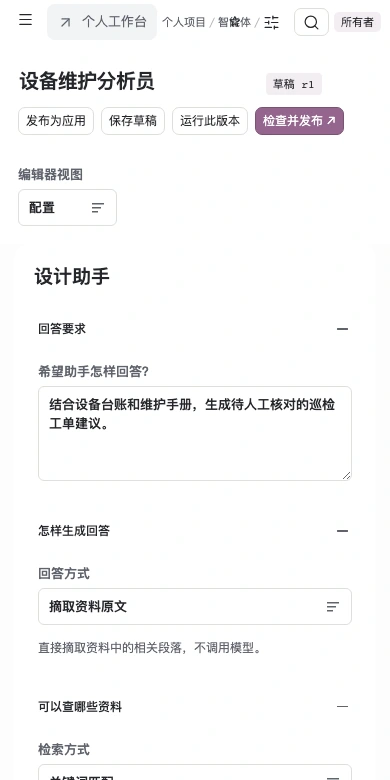 个人工作台 个人项目 / 智能体 / 所有者
设备维护分析员 草稿 r1
发布为应用 保存草稿 运行此版本 检查并发布
编辑器视图
配置
设计助手
回答要求
希望助手怎样回答?
结合设备台账和维护手册，生成待人工核对的巡检
工单建议。
怎样生成回答
回答方式
摘取资料原文
直接摘取资料中的相关段落，不调用模型。
可以查哪些资料
检索方式
关键词匹配